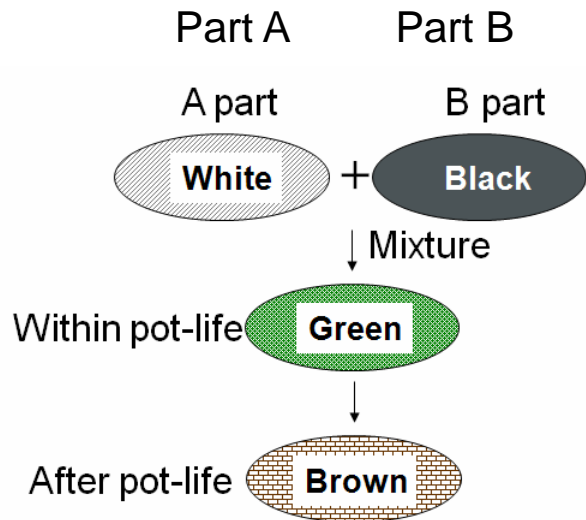 Part A Part B
A part B part
White + Black
Mixture
Within pot-life Green
After pot-life Brown